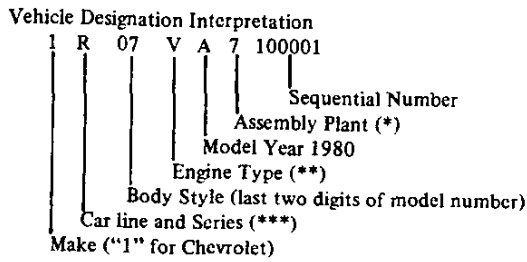 Vehicle Designation Interpretation
1 R 07 V A 7 100001
Sequential Number
Assembly Plant (*)
Model Year 1980
Engine Type (**)
Body Style (last two digits of model number)
Car line and Series (***)
Make ("1" for Chevrolet)